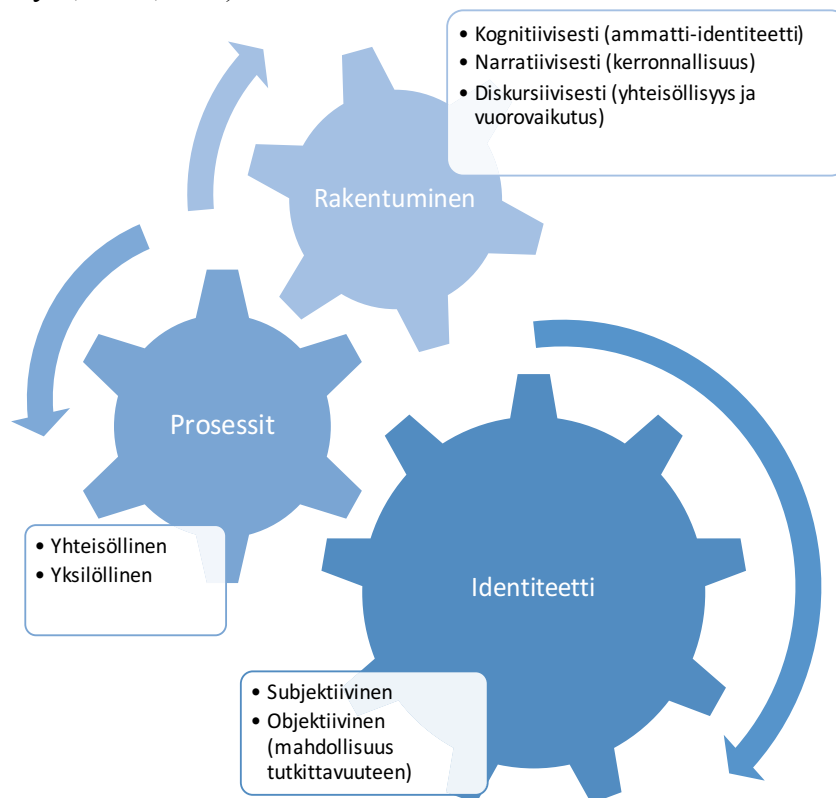 • Kognitiivisesti (ammatti-identiteetti)
• Narratiivisesti (kerronnallisuus)
• Diskursiivisesti (yhteisöllisyys ja
vuorovaikutus)
Rakentuminen
Prosessit
• Yhteisöllinen
• Yksilöllinen
Identiteetti
• Subjektiivinen
• Objektiivinen
(mahdollisuus
tutkittavuuteen)